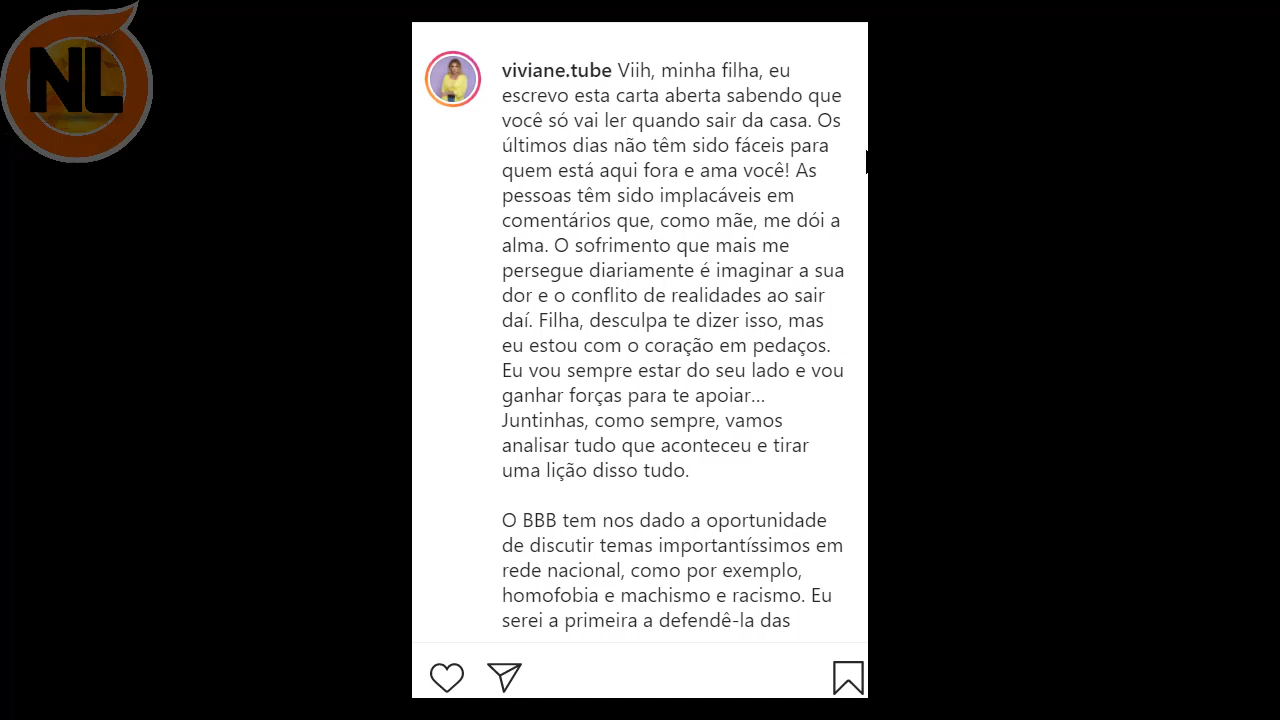 NL
viviane.tube Viih, minha filha, eu
escrevo esta carta aberta sabendo que
você só vai ler quando sair da casa. Os
últimos dias não têm sido fáceis para
quem está aqui fora e ama você! As
pessoas têm sido implacáveis em
comentários que, como mãe, me dói a
alma. O sofrimento que mais me
persegue diariamente é imaginar a sua
dor e o conflito de realidades ao sair
daí. Filha, desculpa te dizer isso, mas
eu estou com o coração em pedaços.
Eu vou sempre estar do seu lado e vou
ganhar forças para te apoiar...
Juntinhas, como sempre, vamos
analisar tudo que aconteceu e tirar
uma lição disso tudo.
O BBB tem nos dado a oportunidade
de discutir temas importantíssimos em
rede nacional, como por exemplo,
homofobia e machismo e racismo. Eu
serei a primeira a defendê-la das